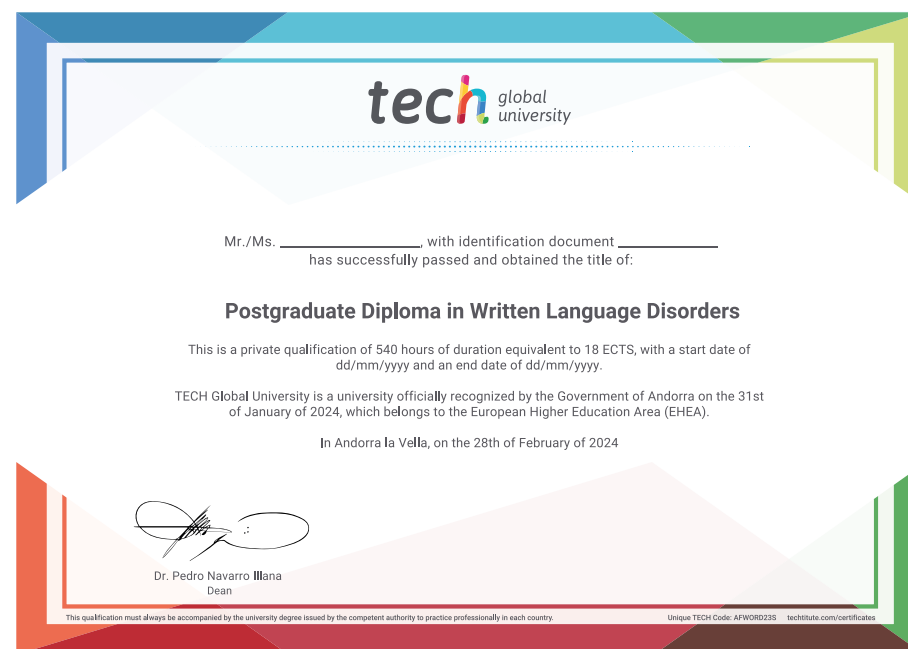 tech global university
Mr./Ms. ____________________, with identification document ______________
has successfully passed and obtained the title of:
Postgraduate Diploma in Written Language Disorders
This is a private qualification of 540 hours of duration equivalent to 18 ECTS, with a start date of
dd/mm/yyyy and an end date of dd/mm/yyyy.
TECH Global University is a university officially recognized by the Government of Andorra on the 31st
of January of 2024, which belongs to the European Higher Education Area (EHEA).
In Andorra la Vella, on the 28th of February of 2024
Dr. Pedro Navarro Illana
Dean
This qualification must always be accompanied by the university degree issued by the competent authority to practice professionally in each country.
Unique TECH Code: AFWORD23S techtitute.com/certificates